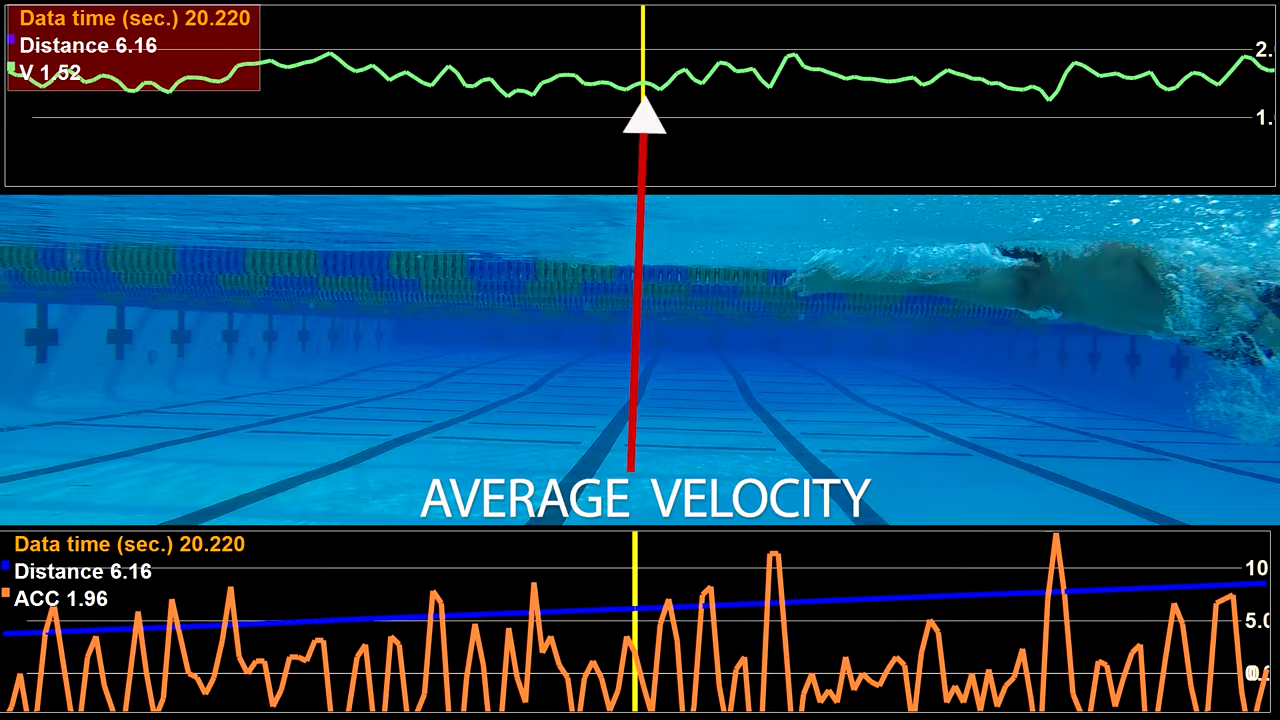 Data time (sec.) 20.220
Distance 6.16
V 1.52
2.
1.
AVERAGE VELOCITY
Data time (sec.) 20.220
Distance 6.16
ACC 1.96
10
5.0